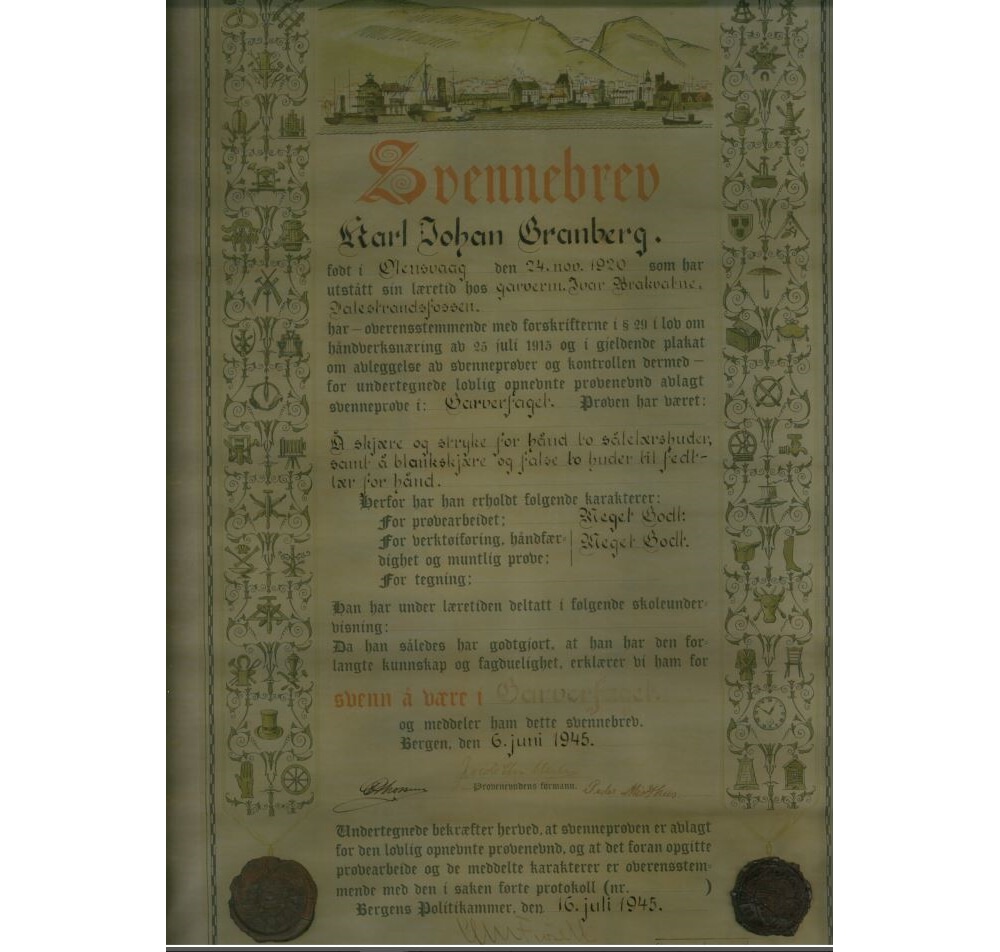 Svennebrev
Karl Johan Granberg.
født i Ølensvaag den 24. nov. 1920 som har
utstått sin læretid hos garverm. Ivar Brakvatne,
Dalestrandsfossen.
har – overensstemmende med forskriftene i § 29 i lov om
håndverksnæring av 25 juli 1913 og i gjeldende plakat
om avleggelse av svenneprøver og kontrollen dermed –
for undertegnede lovlig opnevnte prøvenevnd avlagt
svenneprøve i: Garverfaget. Prøven har været:
Å skjære og stryke for hånd to sålelærshuder,
samt å blankskjære og false to huder til fedt-
lær for hånd.
Herfor har han erholdt følgende karakterer:
For prøvearbeidet: Meget Godt:
For verktøiføring, håndfær-
dighet og muntlig prøve: Meget Godt.
For tegning:
Han har under læretiden deltatt i følgende skoleunder-
visning:
Da han således har godtgjort, at han har den for-
langte kunnskap og fagduelighet, erklærer vi ham for
svenn å være i Garverfaget.
og meddeler ham dette svennebrev.
Bergen, den 6. juni 1945.
Prøvenevndens formann.
Undertegnede bekræfter herved, at svenneprøven er avlagt
for den lovlig opnevnte prøvenevnd, og at det foran opgitte
prøvearbeide og de meddelte karakterer er overensstem-
mende med den i saken førte protokoll (nr. )
Bergens Politikammer, den 16. juli 1945.